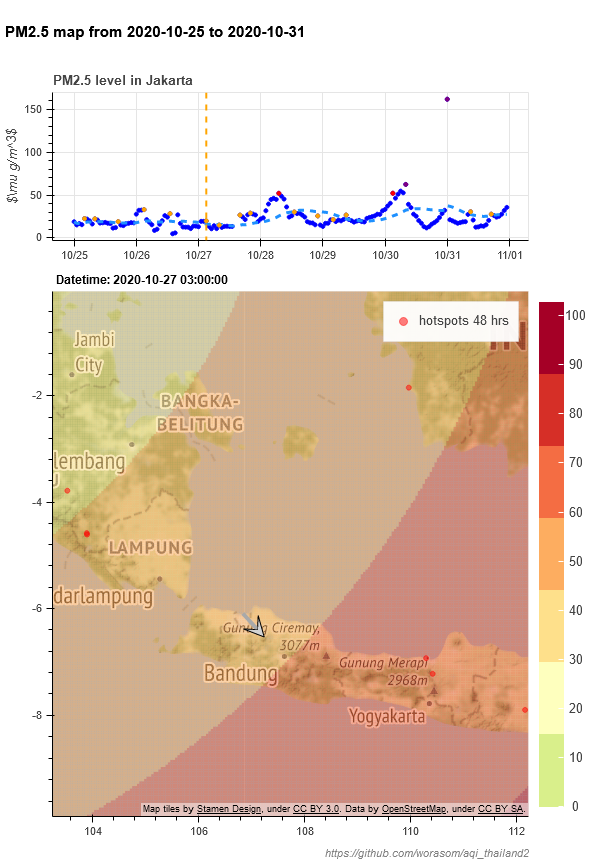 PM2.5 map from 2020-10-25 to 2020-10-31
PM2.5 level in Jakarta
$\mu g/m^3$
150
100
50
0
10/25
10/26
10/27
10/28
10/29
10/30
10/31
11/01
Datetime: 2020-10-27 03:00:00
hotspots 48 hrs
IN
Jambi
City
BANGKA-
BELITUNG
lembang
LAMPUNG
darlampung
Gunung Ciremay,
3077m
Bandung
Gunung Merapi
2968m
Yogyakarta
-2
-4
-6
-8
104
106
108
110
112
100
90
80
70
60
50
40
30
20
10
0
Map tiles by Stamen Design, under CC BY 3.0. Data by OpenStreetMap, under CC BY SA.
https://github.com/worasom/aqi_thailand2